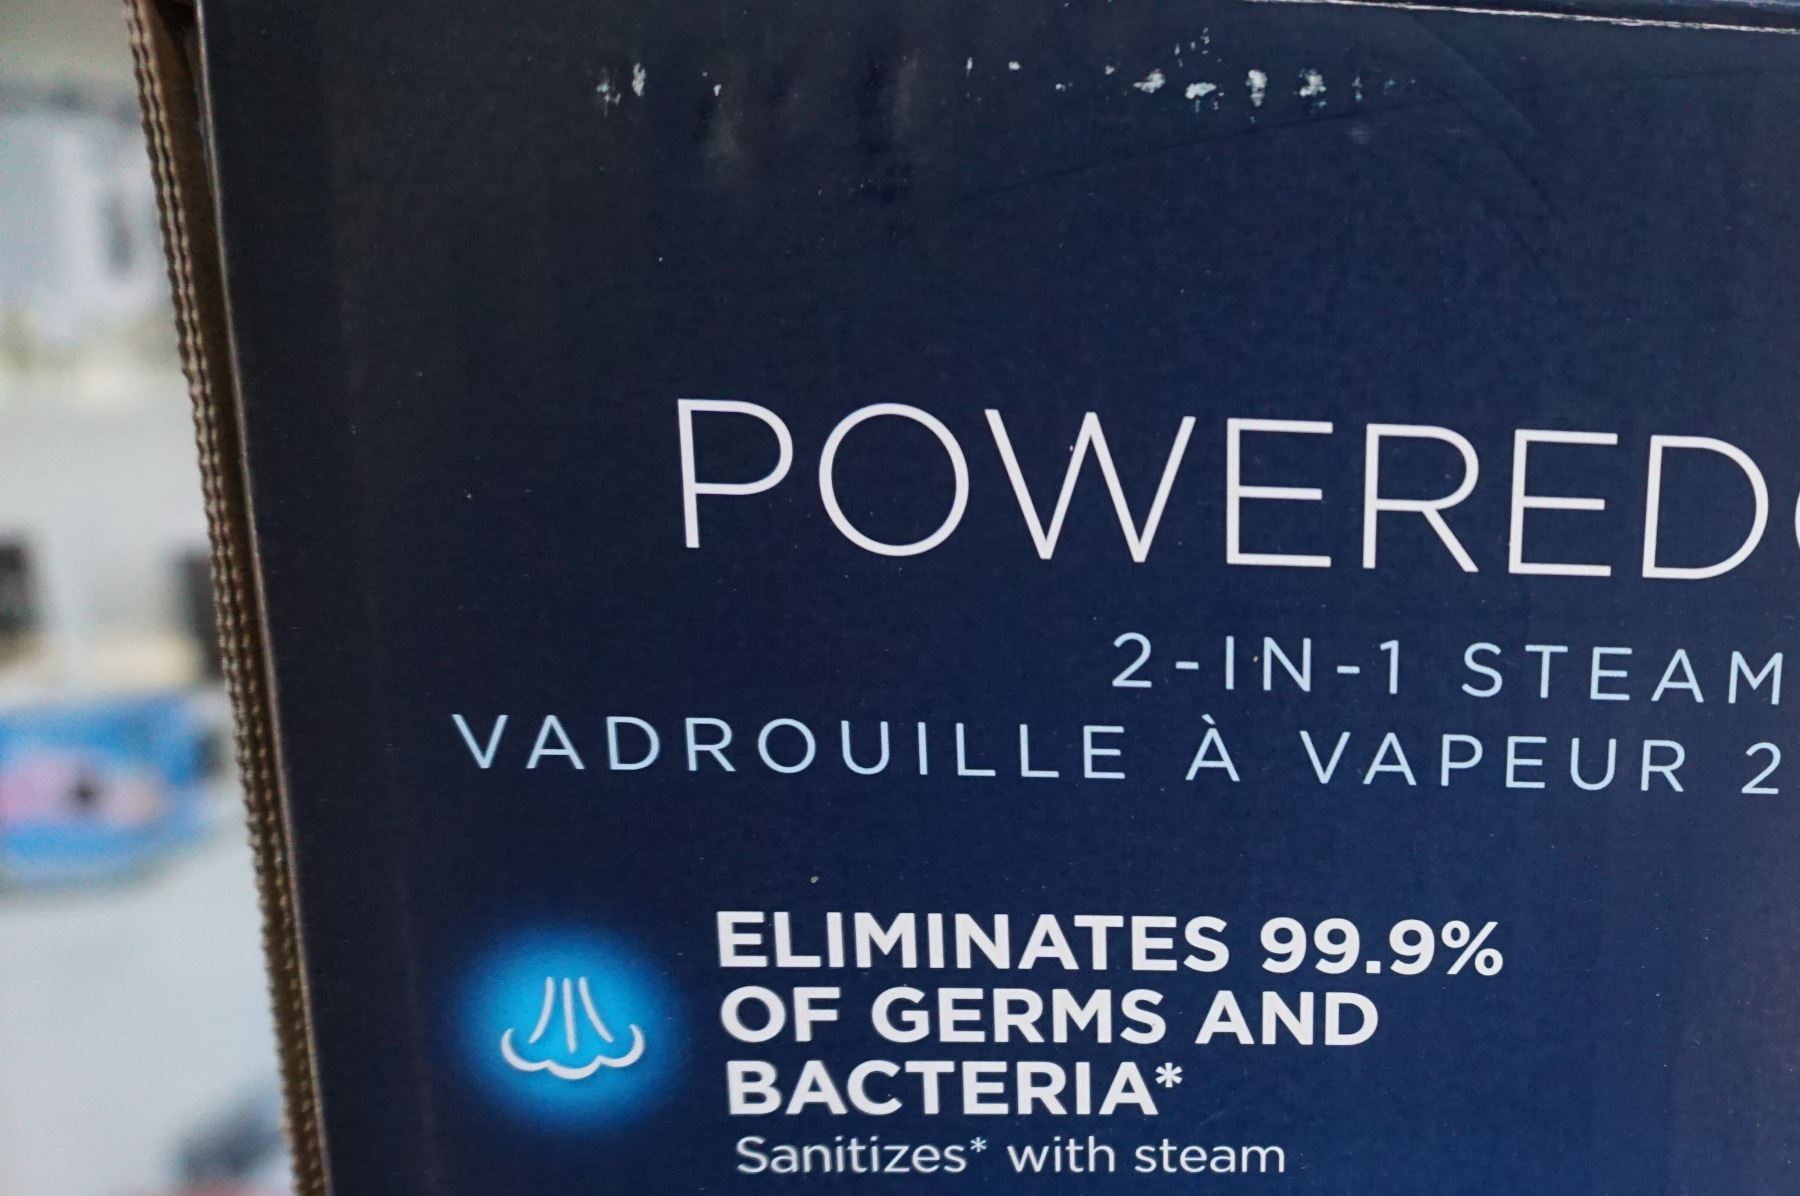 POWERED
2-IN-1 STEAM
VADROUILLE À VAPEUR 2
ELIMINATES 99.9%
OF GERMS AND
BACTERIA*
Sanitizes* with steam